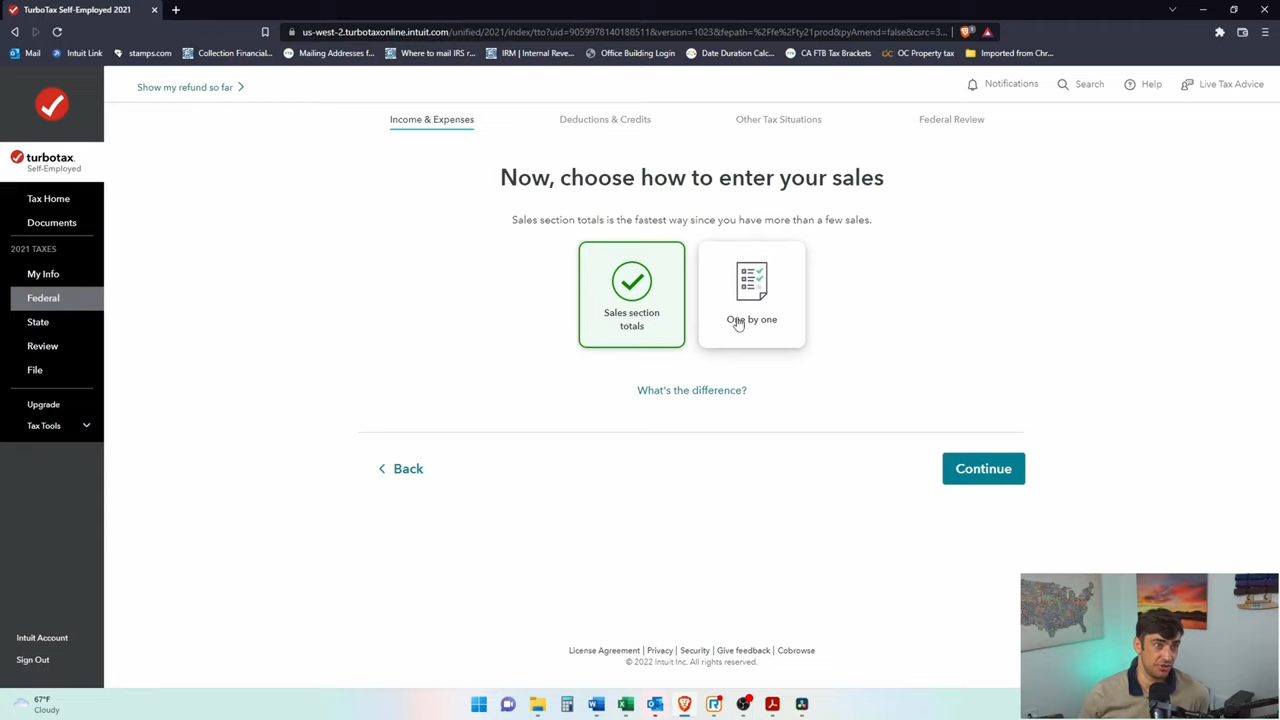 TurboTax Self-Employed 2021
us-west-2.turbotaxonline.intuit.com/unified/2021/index/tto?uid=9059978140188511&version=1023&fepath=%2Ffe%2Fty21prod&pyAmend=false&csrc=3...
Mail
Intuit Link
stamps.com
Collection Financial...
Mailing Addresses f...
Where to mail IRS r...
IRM | Internal Reve...
Office Building Login
Date Duration Calc...
CA FTB Tax Brackets
OC Property tax
Imported from Chr...
Show my refund so far
Notifications
Search
Help
Live Tax Advice
turbotax
Self-Employed
Tax Home
Documents
2021 TAXES
My Info
Federal
State
Review
File
Upgrade
Tax Tools
Intuit Account
Sign Out
Income & Expenses
Deductions & Credits
Other Tax Situations
Federal Review
Now, choose how to enter your sales
Sales section totals is the fastest way since you have more than a few sales.
Sales section
totals
One by one
What's the difference?
Back
Continue
License Agreement | Privacy | Security | Give feedback | Cobrowse
© 2022 Intuit Inc. All rights reserved.
67°F
Cloudy